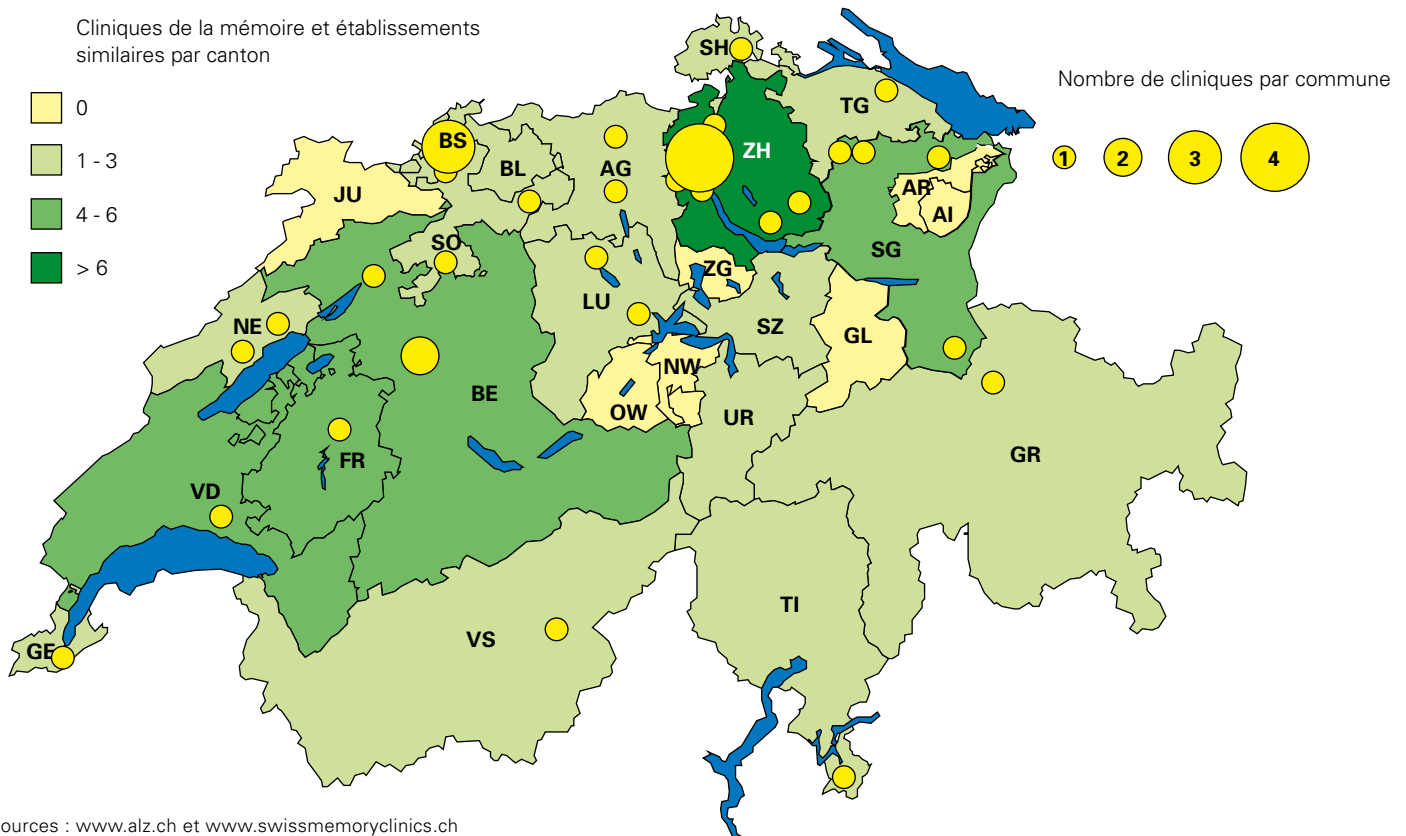 Cliniques de la mémoire et établissements
similaires par canton
0
1 - 3
4 - 6
> 6
Nombre de cliniques par commune
1 2 3 4
SH
TG
BS
BL
AG
ZH
JU
AR
AI
SO
SG
ZG
LU
NE
SZ
GL
NW
BE
OW
UR
FR
GR
VD
TI
VS
GE
ources : www.alz.ch et www.swissmemoryclinics.ch